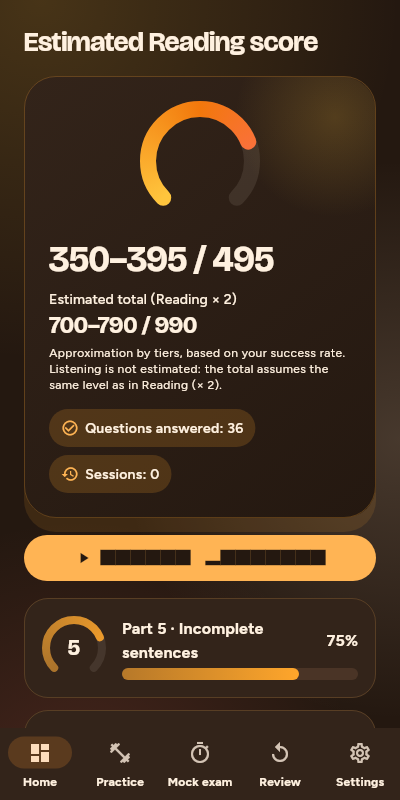 Estimated Reading score
350–395 / 495
Estimated total (Reading × 2)
700–790 / 990
Approximation by tiers, based on your success rate.
Listening is not estimated: the total assumes the
same level as in Reading (× 2).
Questions answered: 36
Sessions: 0
5
Part 5 · Incomplete
sentences
75%
Home
Practice
Mock exam
Review
Settings